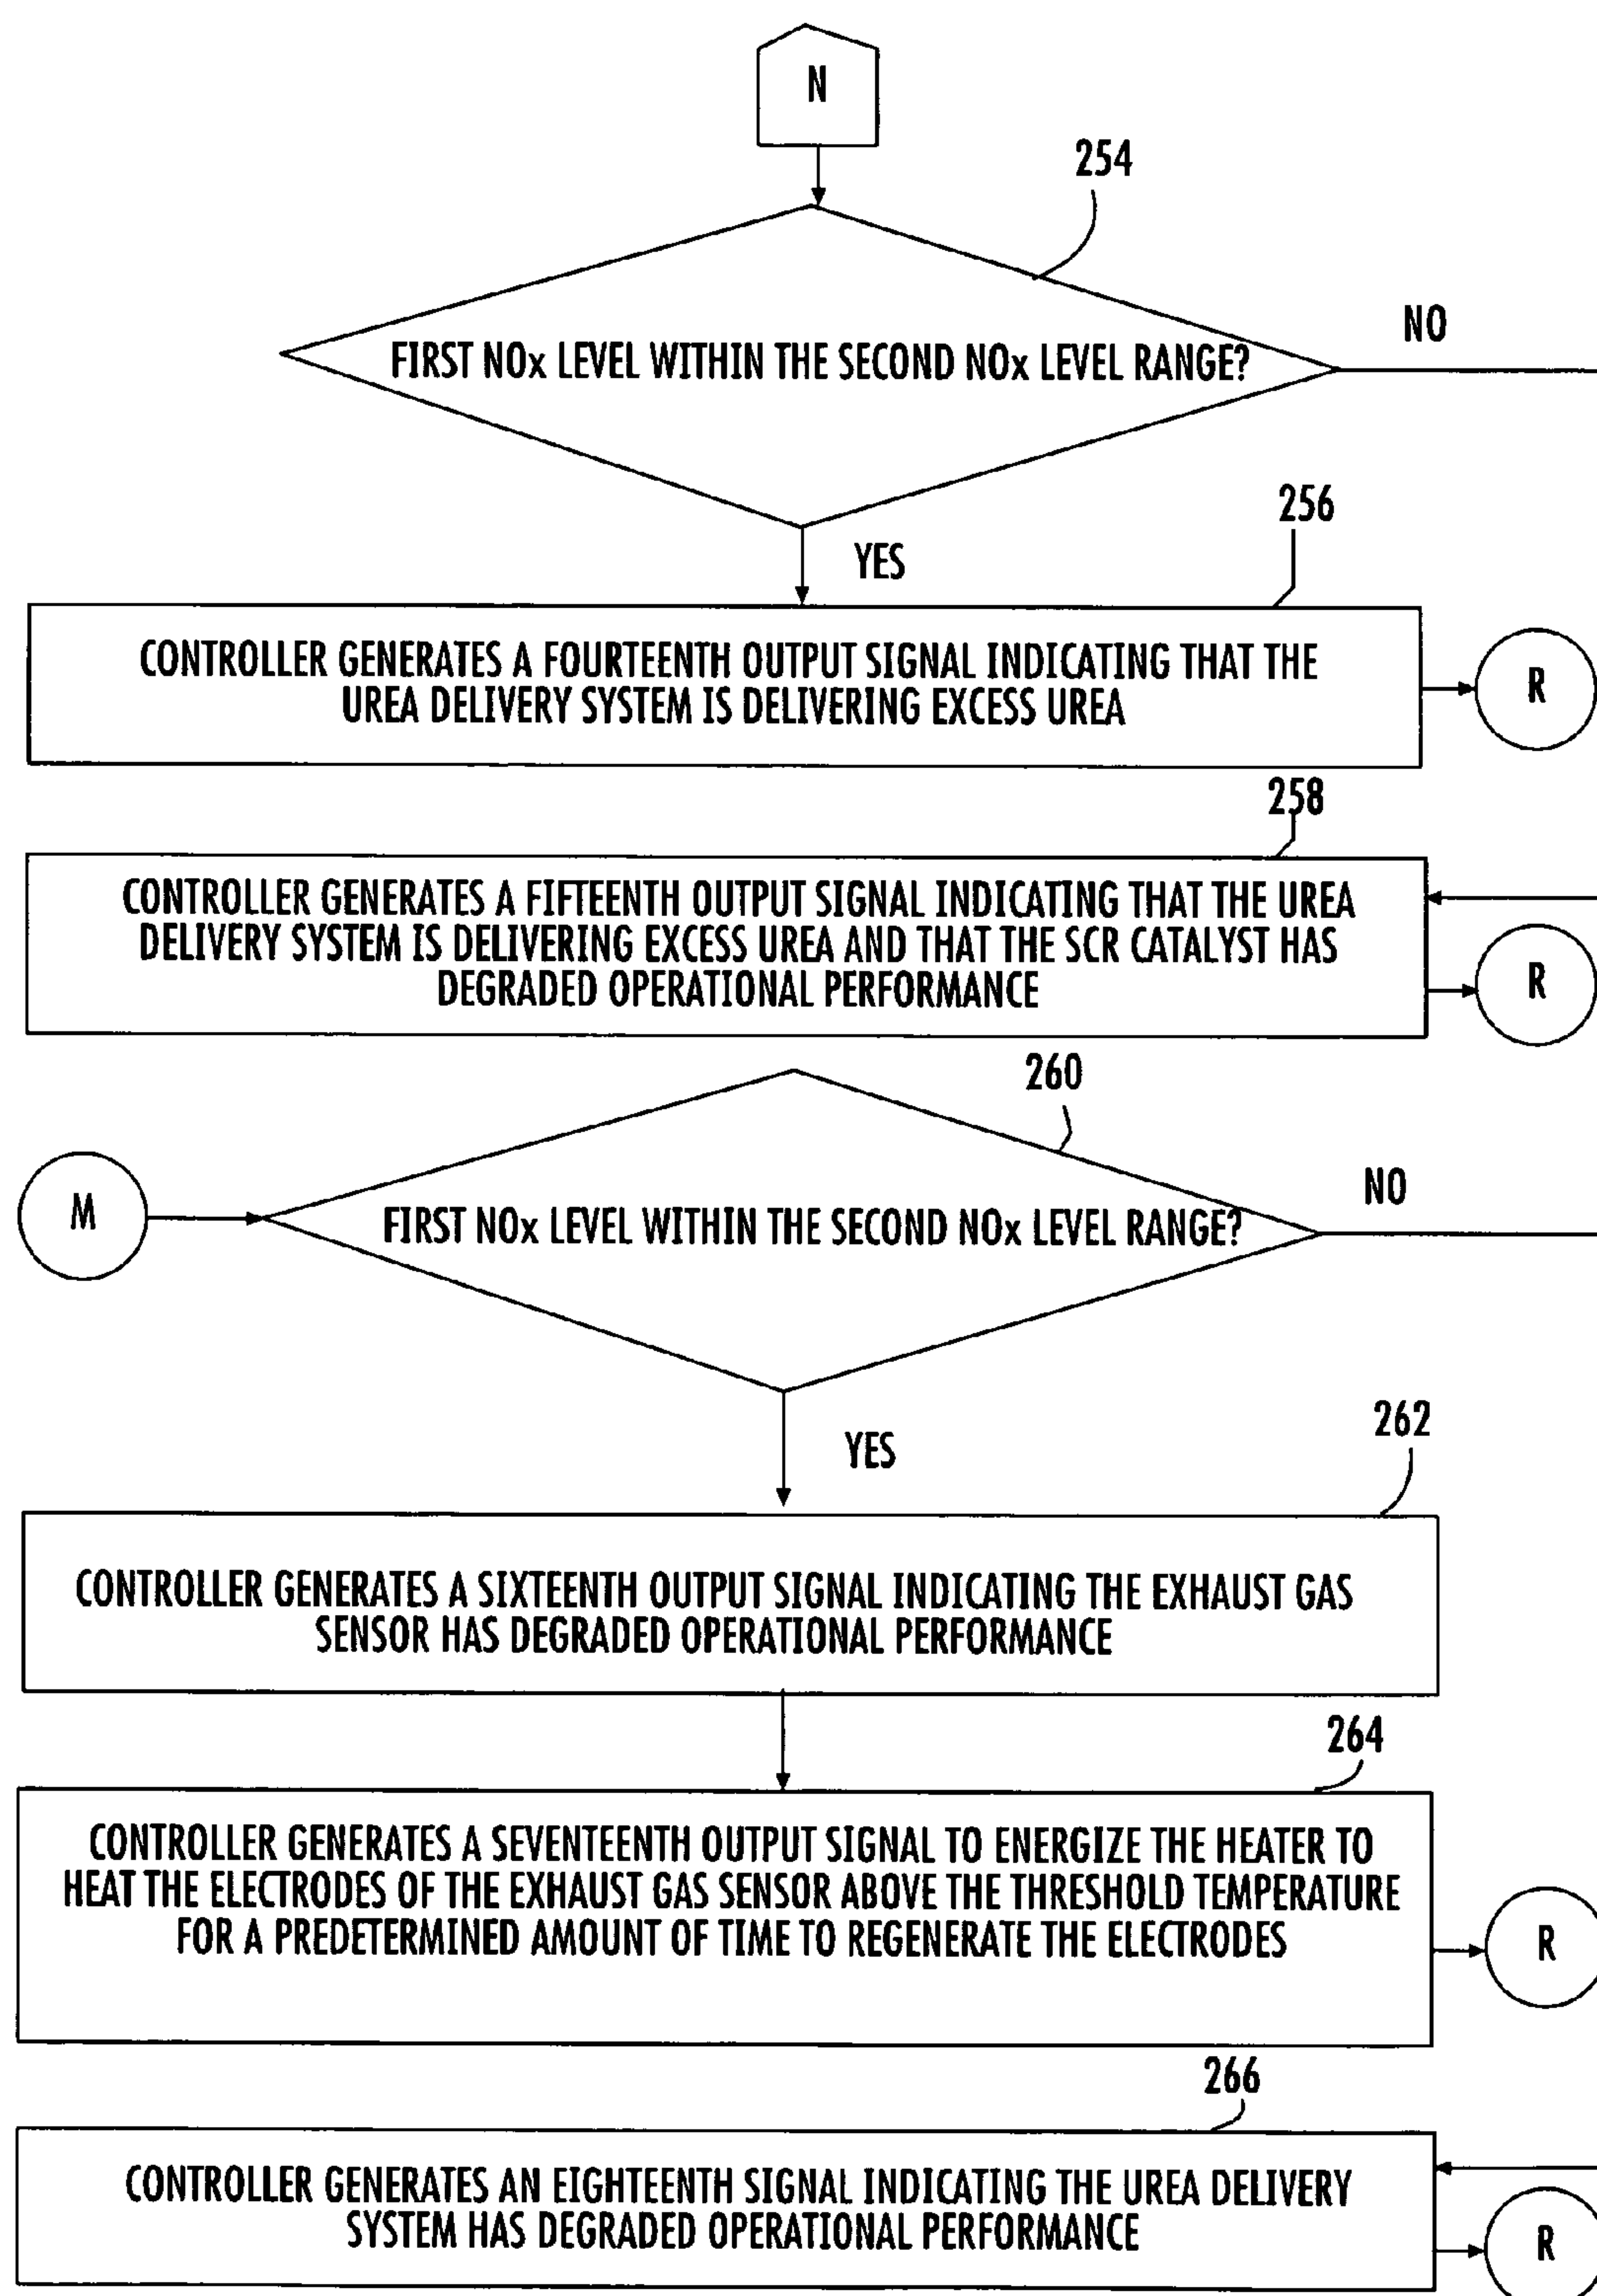 N
254
FIRST NOx LEVEL WITHIN THE SECOND NOx LEVEL RANGE?
NO
YES
256
CONTROLLER GENERATES A FOURTEENTH OUTPUT SIGNAL INDICATING THAT THE
UREA DELIVERY SYSTEM IS DELIVERING EXCESS UREA
R
258
CONTROLLER GENERATES A FIFTEENTH OUTPUT SIGNAL INDICATING THAT THE UREA
DELIVERY SYSTEM IS DELIVERING EXCESS UREA AND THAT THE SCR CATALYST HAS
DEGRADED OPERATIONAL PERFORMANCE
R
260
M
FIRST NOx LEVEL WITHIN THE SECOND NOx LEVEL RANGE?
NO
YES
262
CONTROLLER GENERATES A SIXTEENTH OUTPUT SIGNAL INDICATING THE EXHAUST GAS
SENSOR HAS DEGRADED OPERATIONAL PERFORMANCE
264
CONTROLLER GENERATES A SEVENTEENTH OUTPUT SIGNAL TO ENERGIZE THE HEATER TO
HEAT THE ELECTRODES OF THE EXHAUST GAS SENSOR ABOVE THE THRESHOLD TEMPERATURE
FOR A PREDETERMINED AMOUNT OF TIME TO REGENERATE THE ELECTRODES
R
266
CONTROLLER GENERATES AN EIGHTEENTH SIGNAL INDICATING THE UREA DELIVERY
SYSTEM HAS DEGRADED OPERATIONAL PERFORMANCE
R